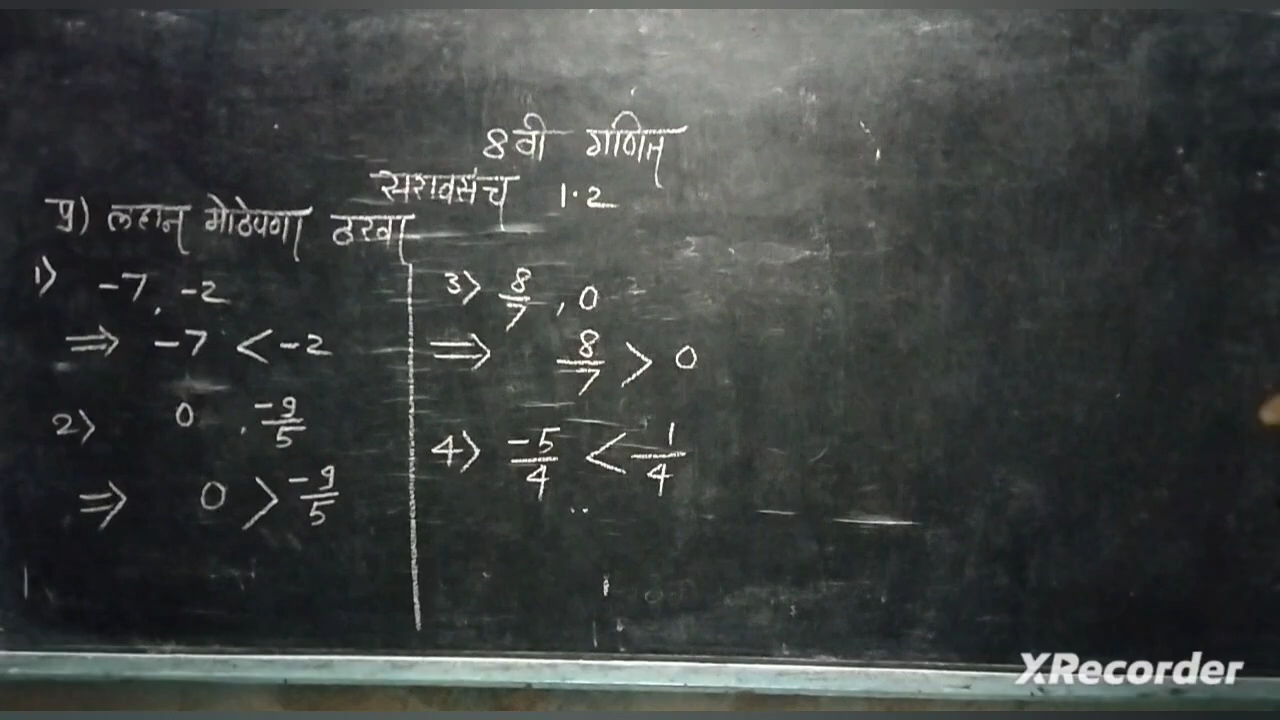 8वी गणित
सरावसंच 1.2
प्र) लहान मोठेपणा ठरवा
1) -7, -2
⇒ -7 < -2
2) 0, -9/5
⇒ 0 > -9/5
3) 8/7, 0
⇒ 8/7 > 0
4) -5/4 < 1/4
XRecorder